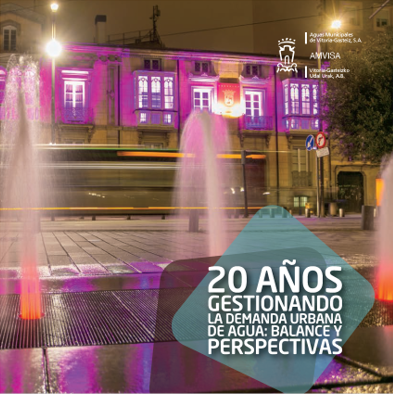 Aguas Municipales
de Vitoria-Gasteiz, S.A.
AMVISA
Vitoria-Gasteizko
Udal Urak, A.B.
20 AÑOS
GESTIONANDO
LA DEMANDA URBANA
DE AGUA: BALANCE Y
PERSPECTIVAS